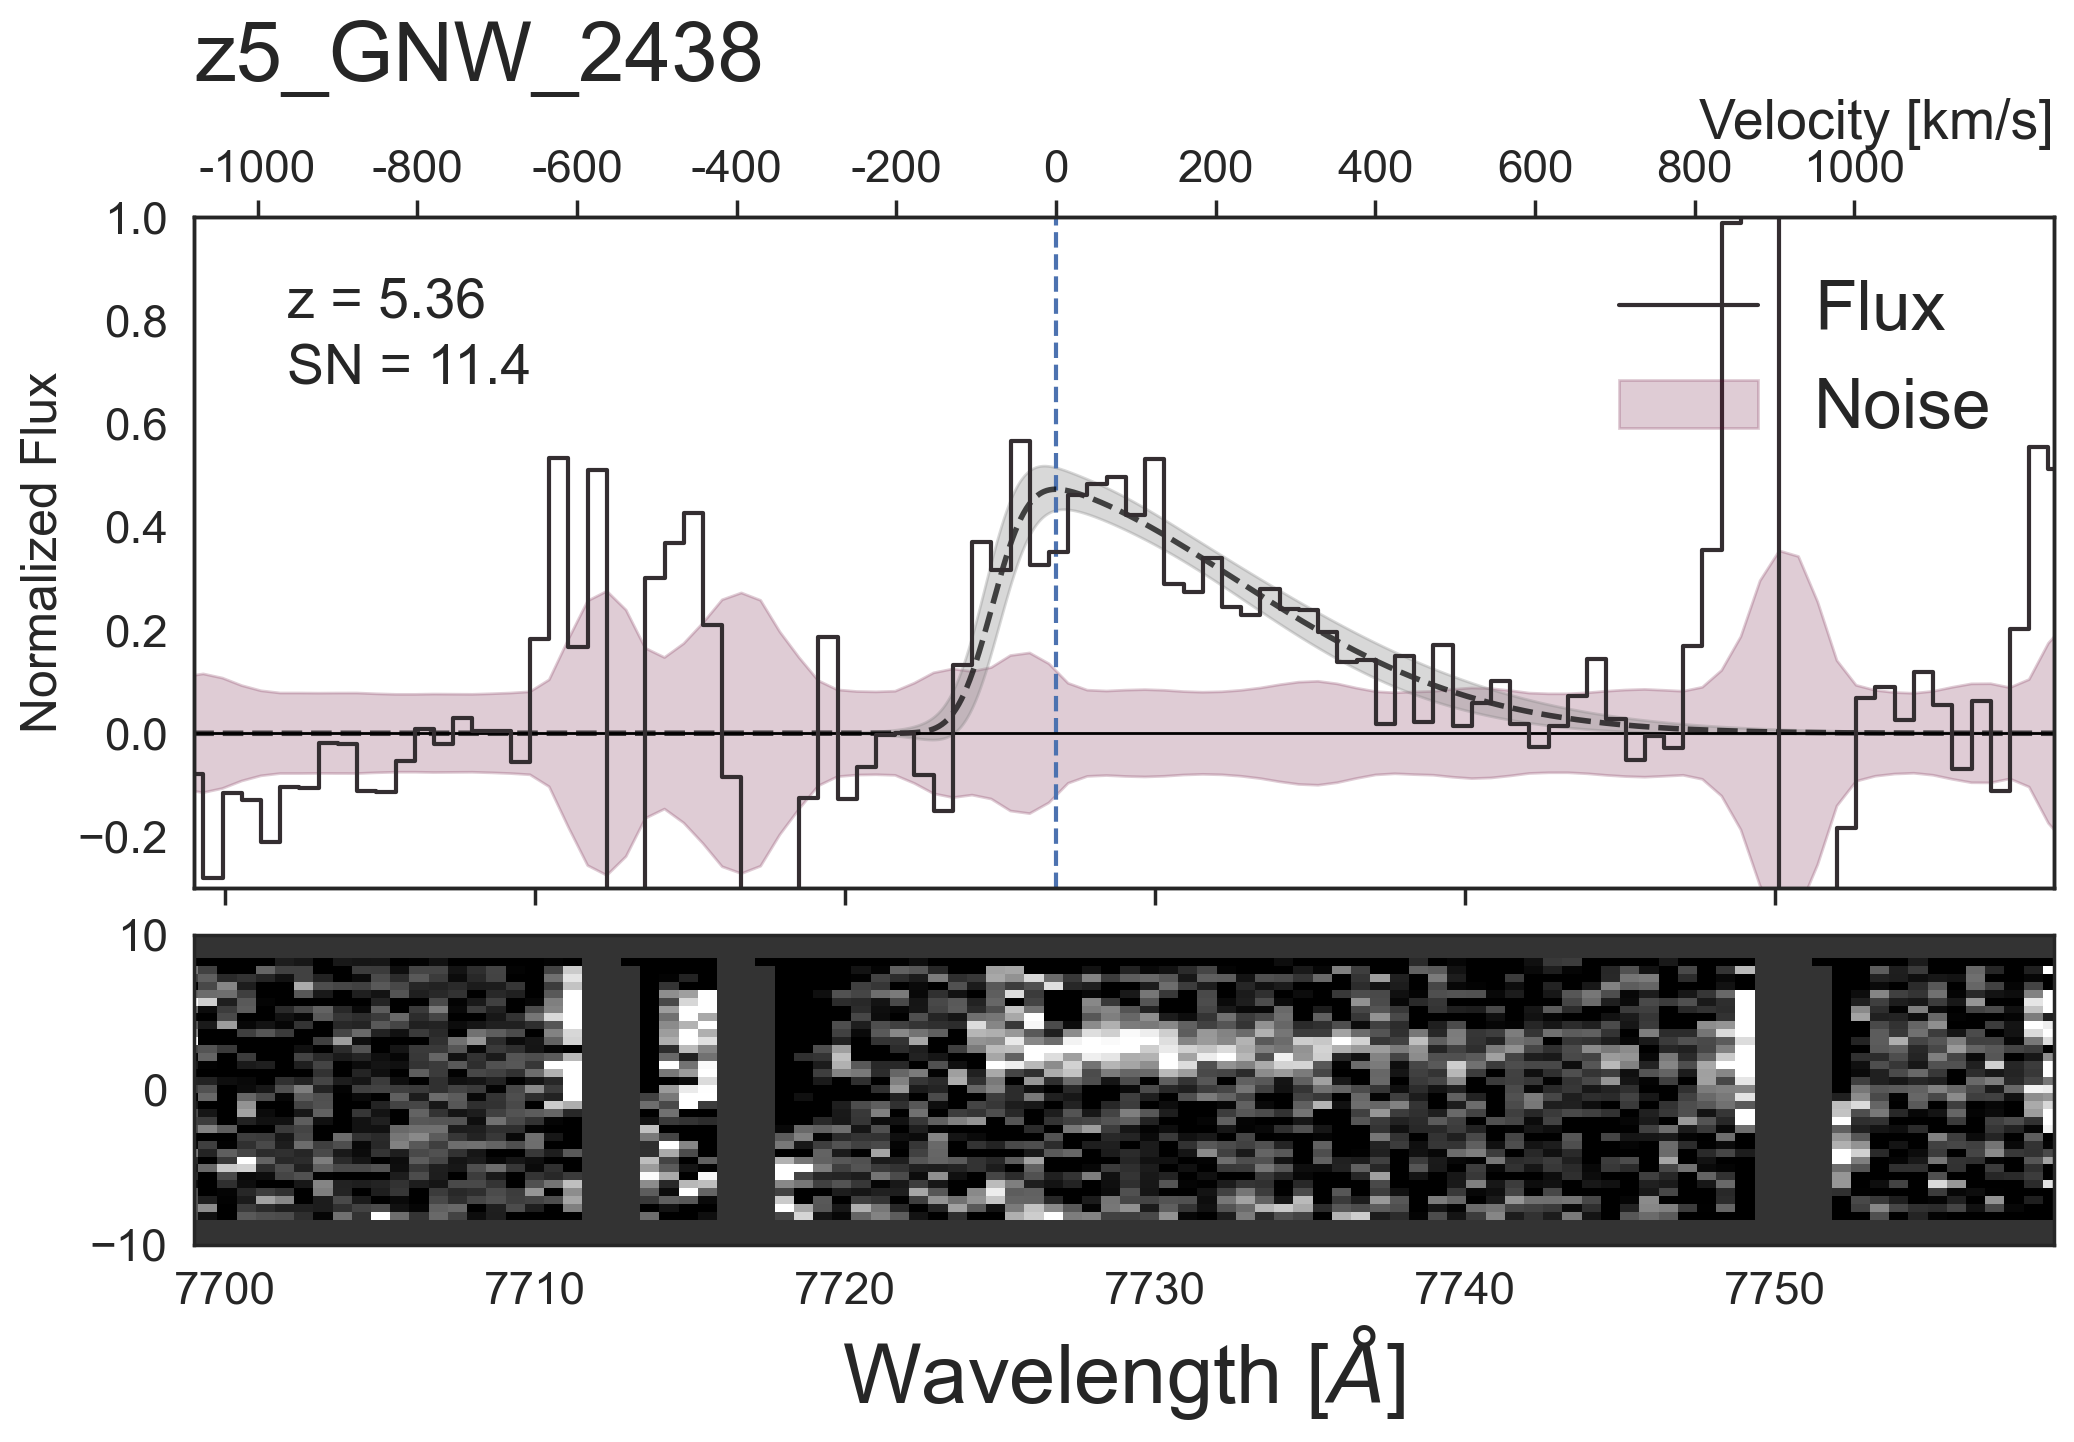 z5_GNW_2438
Velocity [km/s]
-1000 -800 -600 -400 -200 0 200 400 600 800 1000
1.0
0.8
0.6
0.4
0.2
0.0
−0.2
Normalized Flux
z = 5.36
SN = 11.4
Flux
Noise
10
0
−10
7700 7710 7720 7730 7740 7750
Wavelength [Å]